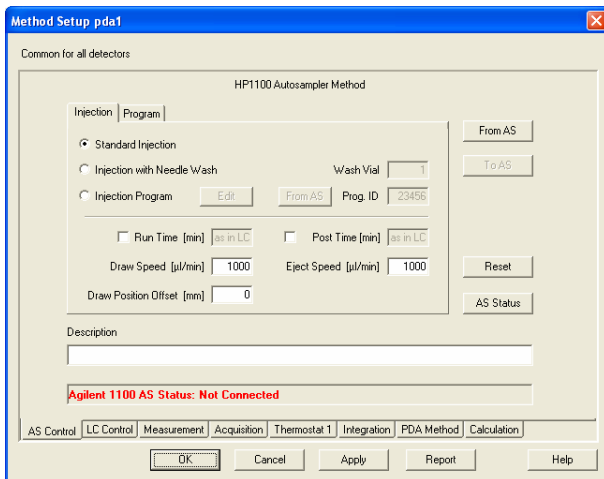 Method Setup pda1
Common for all detectors
HP1100 Autosampler Method
Injection Program
From AS
Standard Injection
To AS
Injection with Needle Wash Wash Vial 1
Injection Program Edit From AS Prog. ID 23456
Run Time [min] as in LC Post Time [min] as in LC
Draw Speed [µl/min] 1000 Eject Speed [µl/min] 1000
Reset
Draw Position Offset [mm] 0
AS Status
Description
Agilent 1100 AS Status: Not Connected
AS Control LC Control Measurement Acquisition Thermostat 1 Integration PDA Method Calculation
OK Cancel Apply Report Help